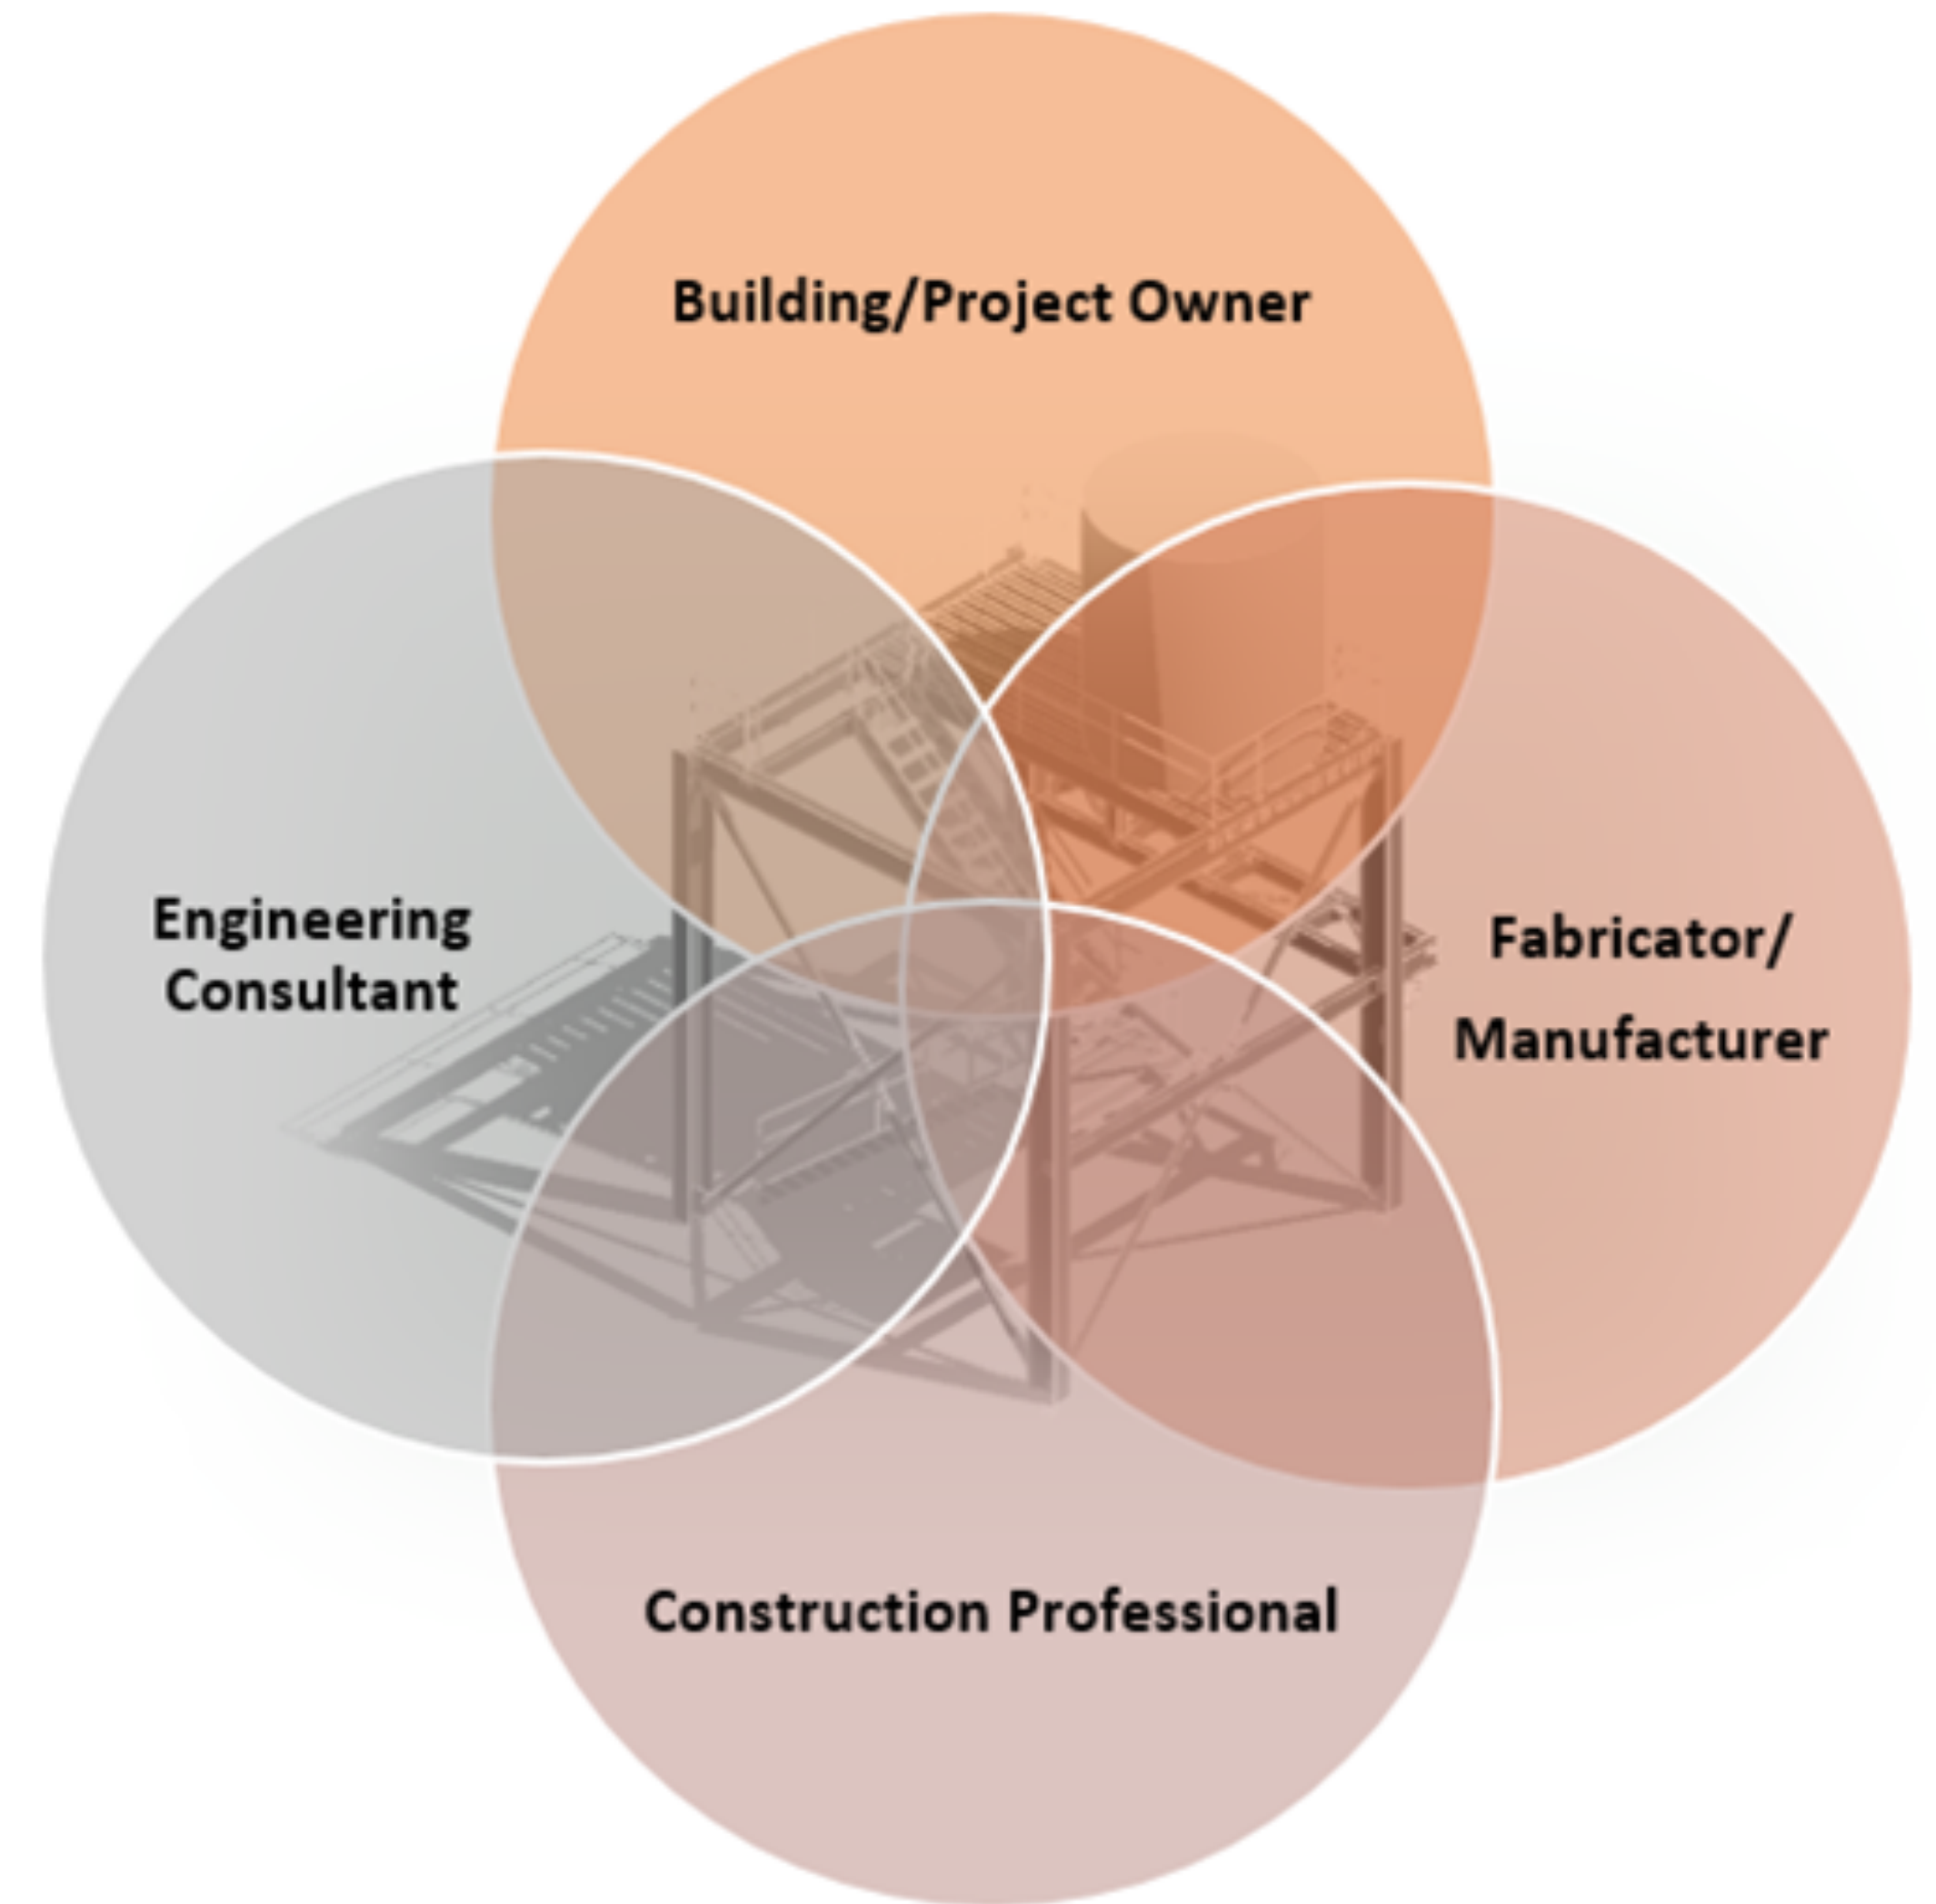 Building/Project Owner
Engineering
Consultant
Fabricator/
Manufacturer
Construction Professional